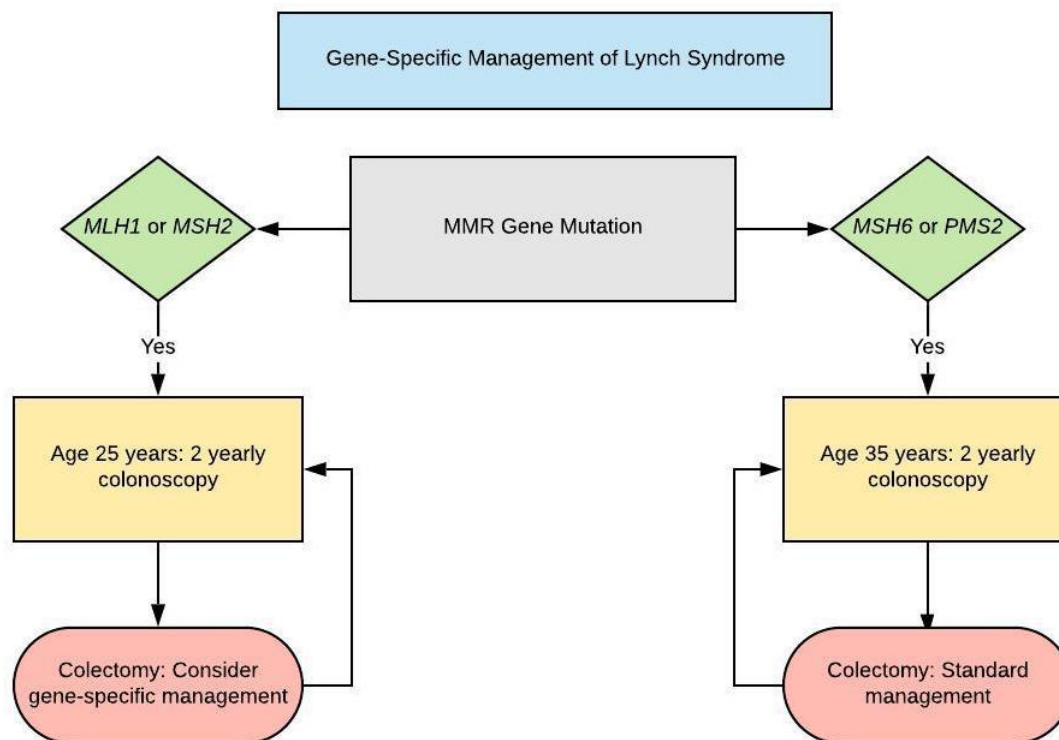 Gene-Specific Management of Lynch Syndrome
MLH1 or MSH2
MMR Gene Mutation
MSH6 or PMS2
Yes
Yes
Age 25 years: 2 yearly
colonoscopy
Age 35 years: 2 yearly
colonoscopy
Colectomy: Consider
gene-specific management
Colectomy: Standard
management